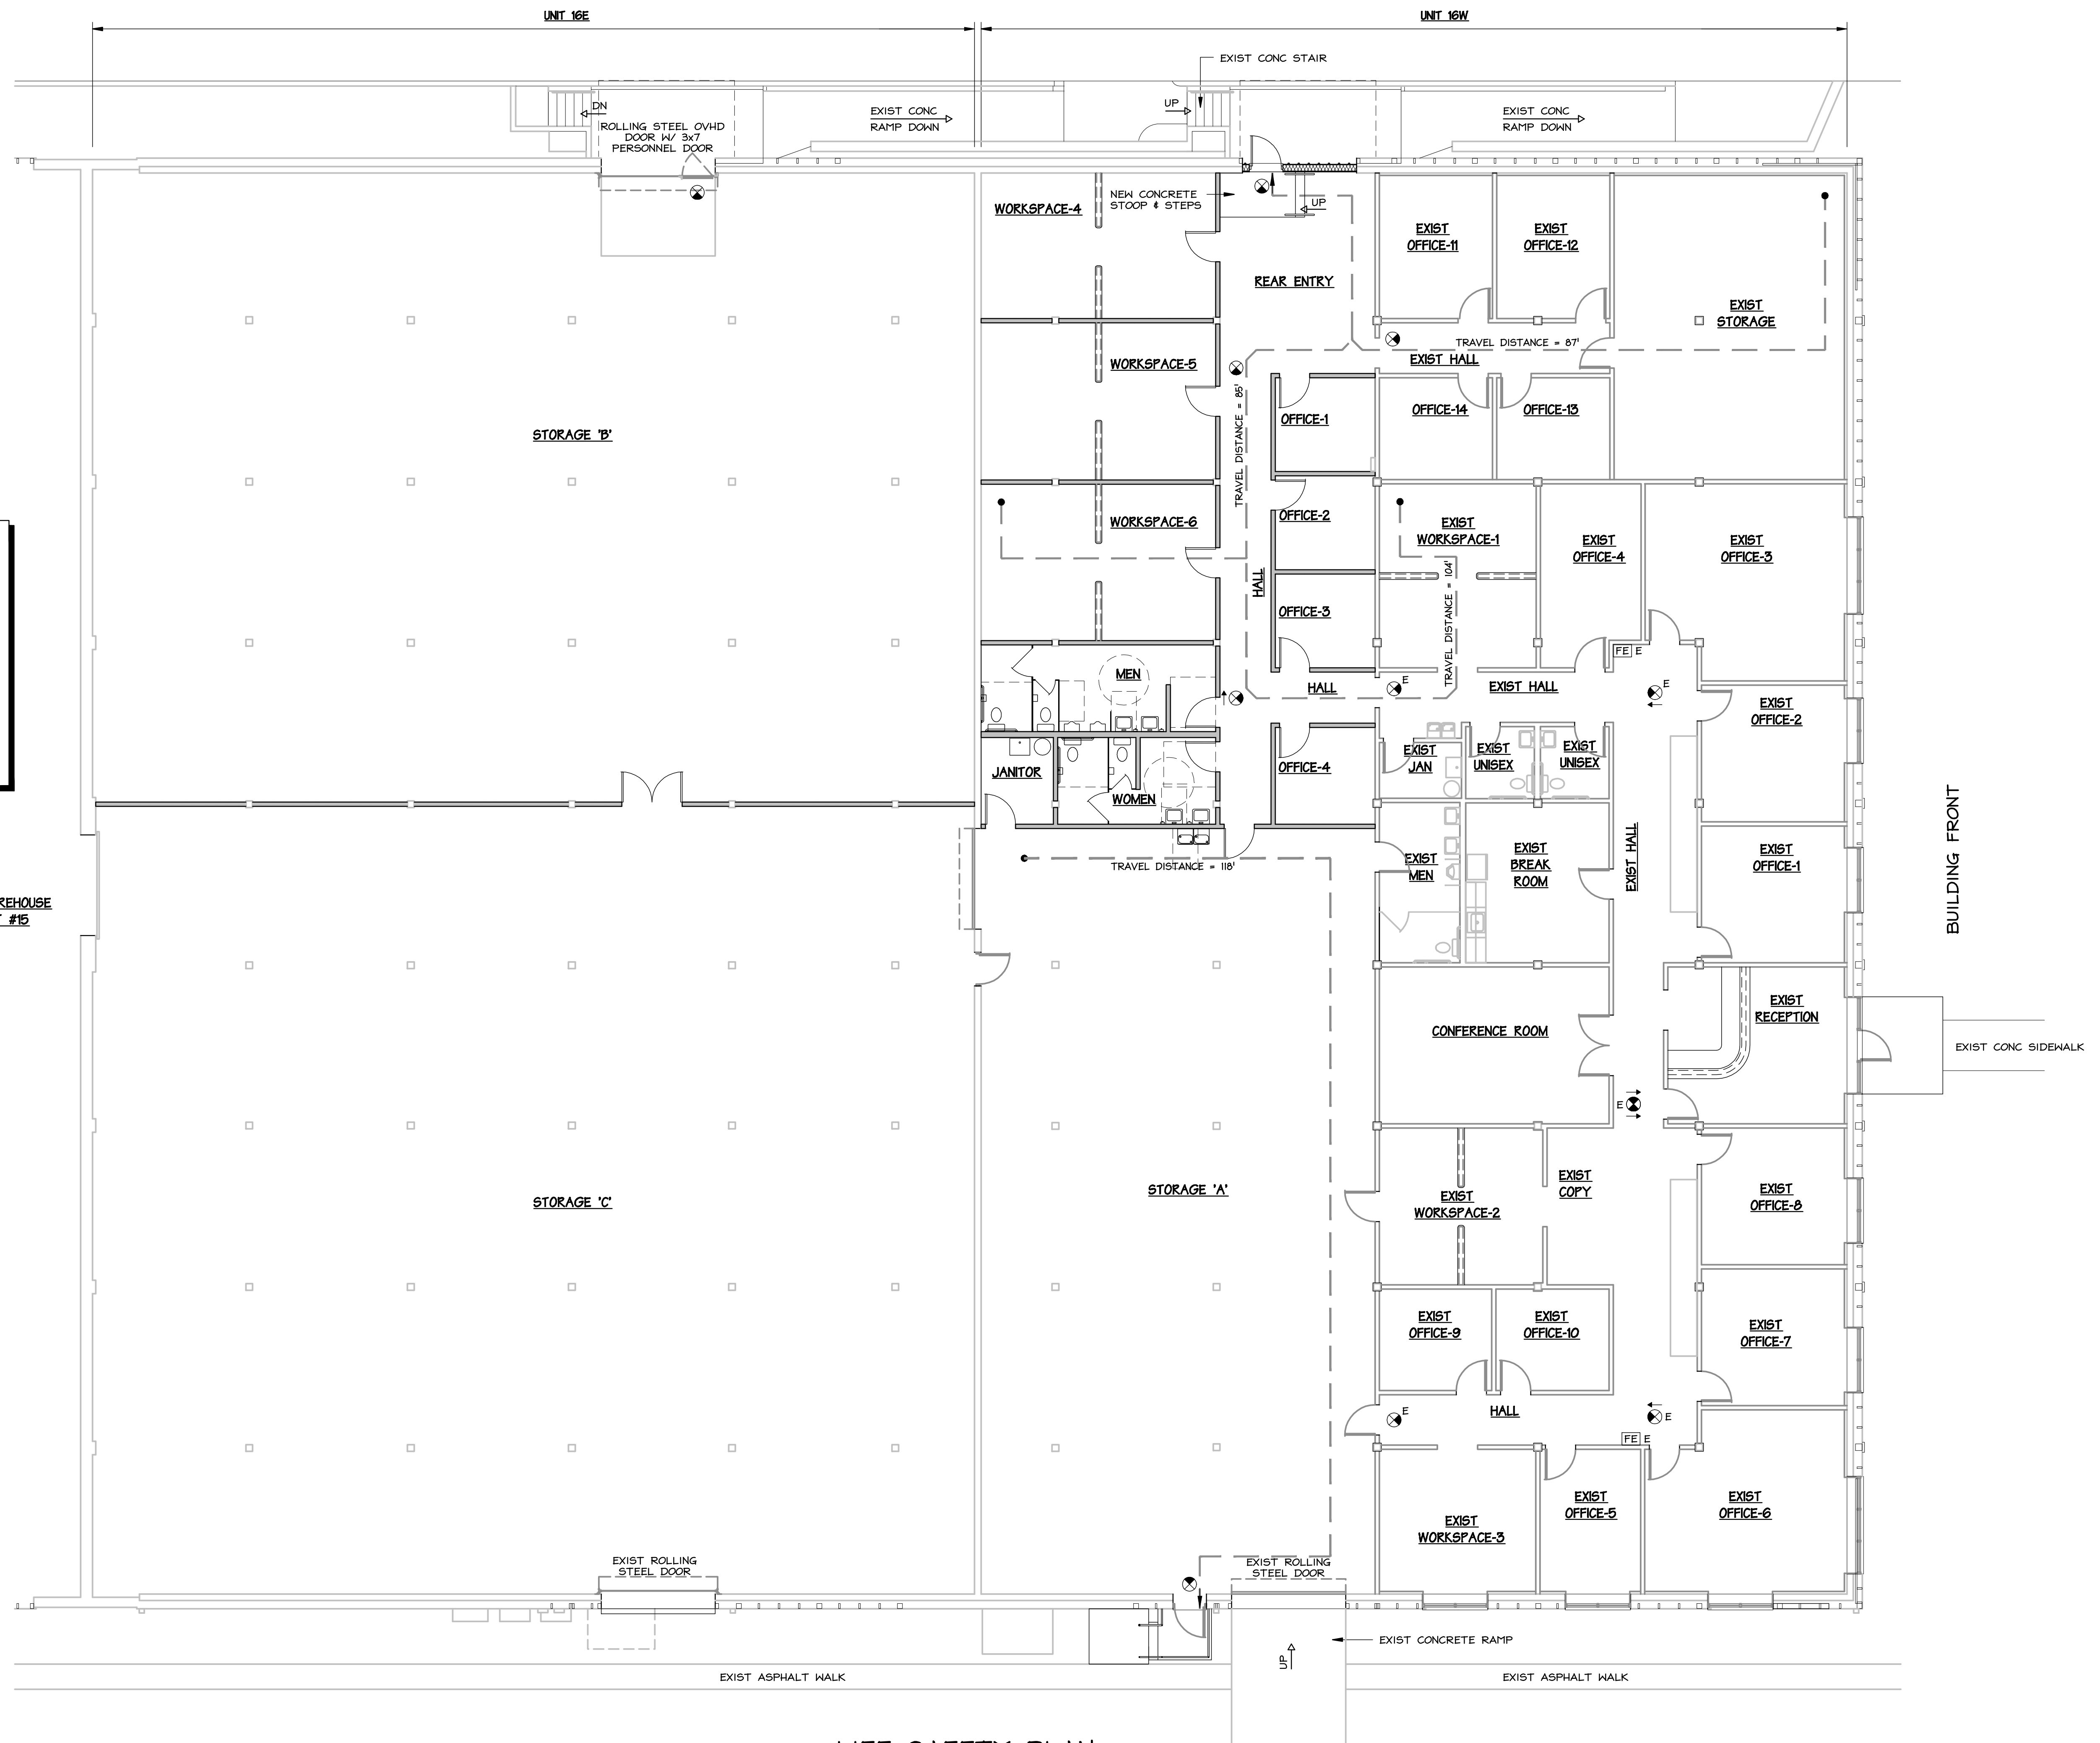 UNIT 16E
UNIT 16W
EXIST CONC STAIR
DN
ROLLING STEEL OVHD
DOOR W/ 3x7
PERSONNEL DOOR
EXIST CONC
RAMP DOWN
UP
EXIST CONC
RAMP DOWN
WORKSPACE-4
NEW CONCRETE
STOOP & STEPS
UP
EXIST
OFFICE-11
EXIST
OFFICE-12
REAR ENTRY
EXIST
STORAGE
TRAVEL DISTANCE = 87'
EXIST HALL
WORKSPACE-5
TRAVEL DISTANCE = 85'
OFFICE-1
OFFICE-14
OFFICE-13
STORAGE 'B'
WORKSPACE-6
OFFICE-2
EXIST
WORKSPACE-1
EXIST
OFFICE-4
EXIST
OFFICE-3
HALL
OFFICE-3
TRAVEL DISTANCE = 104'
FE E
MEN
HALL
E
EXIST HALL
E
EXIST
OFFICE-2
JANITOR
WOMEN
OFFICE-4
EXIST
JAN
EXIST
UNISEX
EXIST
UNISEX
BUILDING FRONT
EXIST HALL
TRAVEL DISTANCE = 118'
EXIST
MEN
EXIST
BREAK
ROOM
EXIST
OFFICE-1
REHOUSE
#15
CONFERENCE ROOM
EXIST
RECEPTION
EXIST CONC SIDEWALK
E
STORAGE 'C'
STORAGE 'A'
EXIST
WORKSPACE-2
EXIST
COPY
EXIST
OFFICE-8
EXIST
OFFICE-9
EXIST
OFFICE-10
EXIST
OFFICE-7
E
HALL
E
FE E
EXIST
WORKSPACE-3
EXIST
OFFICE-5
EXIST
OFFICE-6
EXIST ROLLING
STEEL DOOR
EXIST ROLLING
STEEL DOOR
UP
EXIST CONCRETE RAMP
EXIST ASPHALT WALK
EXIST ASPHALT WALK